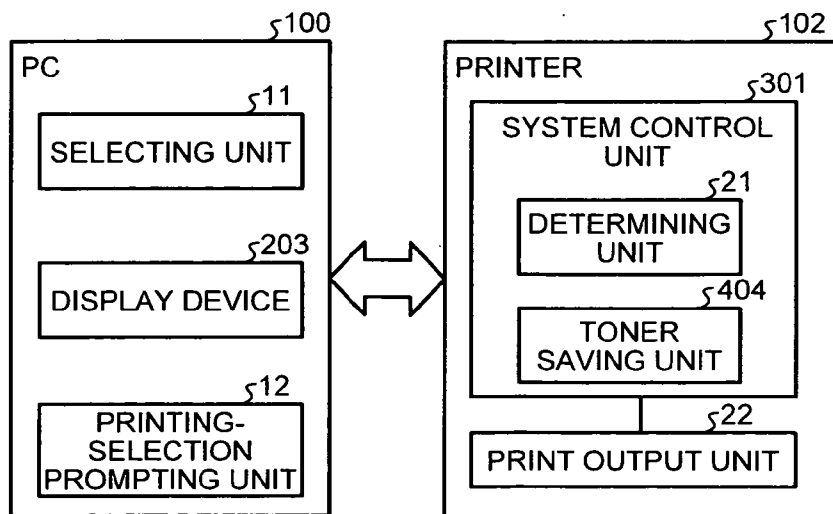 100
PC
11
SELECTING UNIT
203
DISPLAY DEVICE
12
PRINTING-
SELECTION
PROMPTING UNIT
102
PRINTER
301
SYSTEM CONTROL
UNIT
21
DETERMINING
UNIT
404
TONER
SAVING UNIT
22
PRINT OUTPUT UNIT